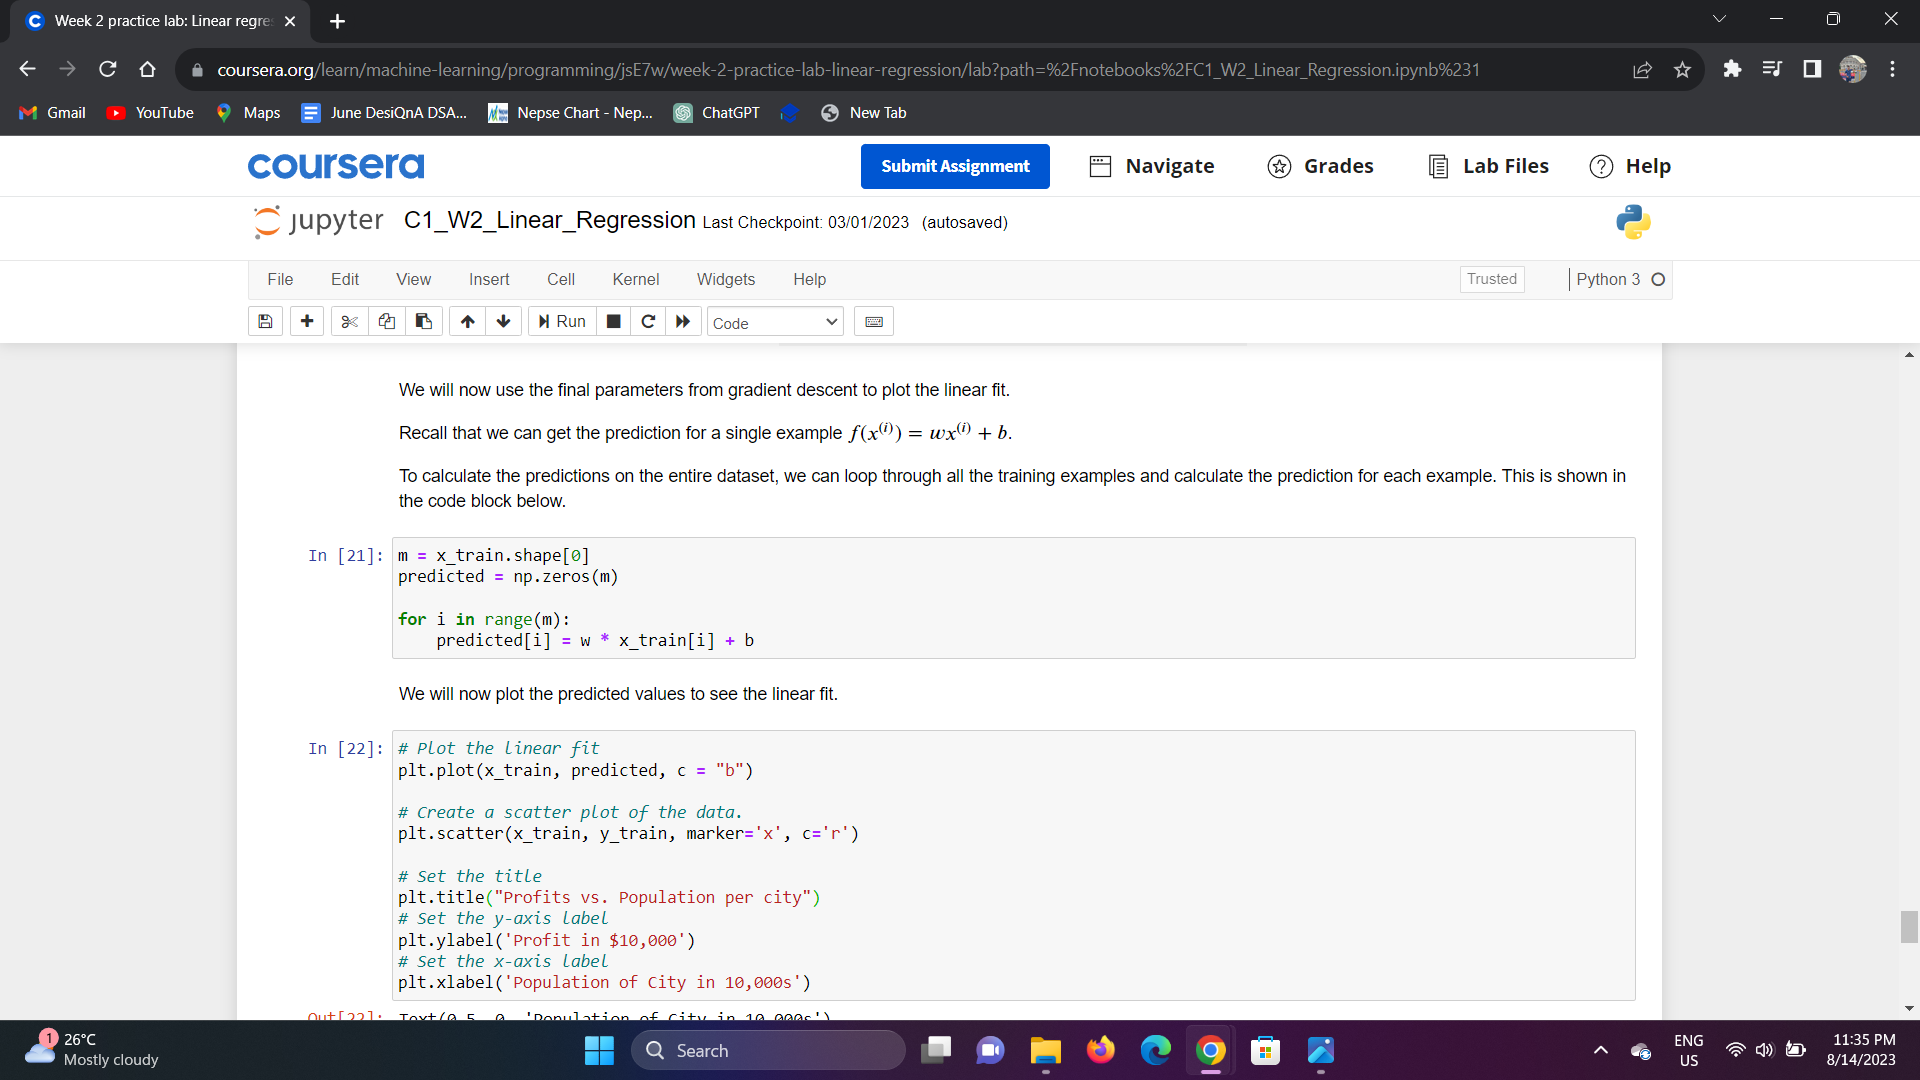 Week 2 practice lab: Linear regre
coursera.org/learn/machine-learning/programming/jsE7w/week-2-practice-lab-linear-regression/lab?path=%2Fnotebooks%2FC1_W2_Linear_Regression.ipynb%231
Gmail YouTube Maps June DesiQnA DSA... Nepse Chart - Nep... ChatGPT New Tab
coursera Submit Assignment Navigate Grades Lab Files Help
jupyter C1_W2_Linear_Regression Last Checkpoint: 03/01/2023 (autosaved)
File Edit View Insert Cell Kernel Widgets Help Trusted Python 3
Run Code
We will now use the final parameters from gradient descent to plot the linear fit.
Recall that we can get the prediction for a single example f(x⁽ⁱ⁾) = wx⁽ⁱ⁾ + b.
To calculate the predictions on the entire dataset, we can loop through all the training examples and calculate the prediction for each example. This is shown in
the code block below.
In [21]: m = x_train.shape[0]
predicted = np.zeros(m)
for i in range(m):
    predicted[i] = w * x_train[i] + b
We will now plot the predicted values to see the linear fit.
In [22]: # Plot the linear fit
plt.plot(x_train, predicted, c = "b")
# Create a scatter plot of the data.
plt.scatter(x_train, y_train, marker='x', c='r')
# Set the title
plt.title("Profits vs. Population per city")
# Set the y-axis label
plt.ylabel('Profit in $10,000')
# Set the x-axis label
plt.xlabel('Population of City in 10,000s')
Out[22]: Text(0.5, 0, 'Population of City in 10,000s')
1 26°C
Mostly cloudy
Search
ENG
US
11:35 PM
8/14/2023